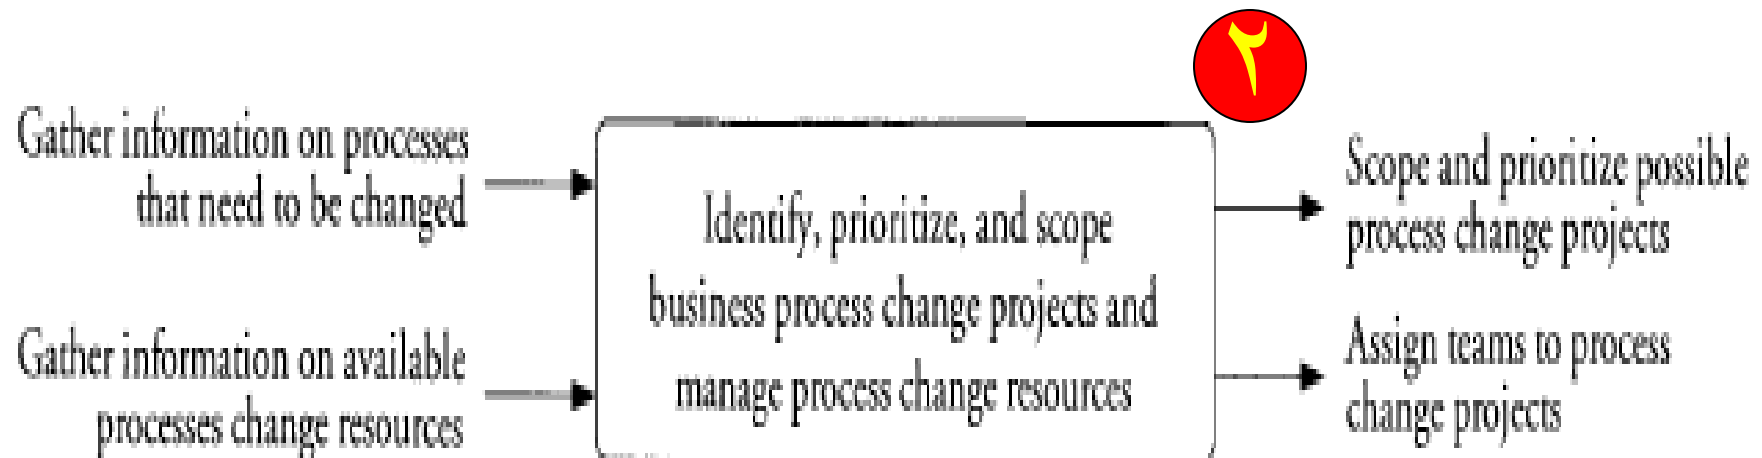 ٢
Gather information on processes
that need to be changed
Gather information on available
processes change resources
Identify, prioritize, and scope
business process change projects and
manage process change resources
Scope and prioritize possible
process change projects
Assign teams to process
change projects